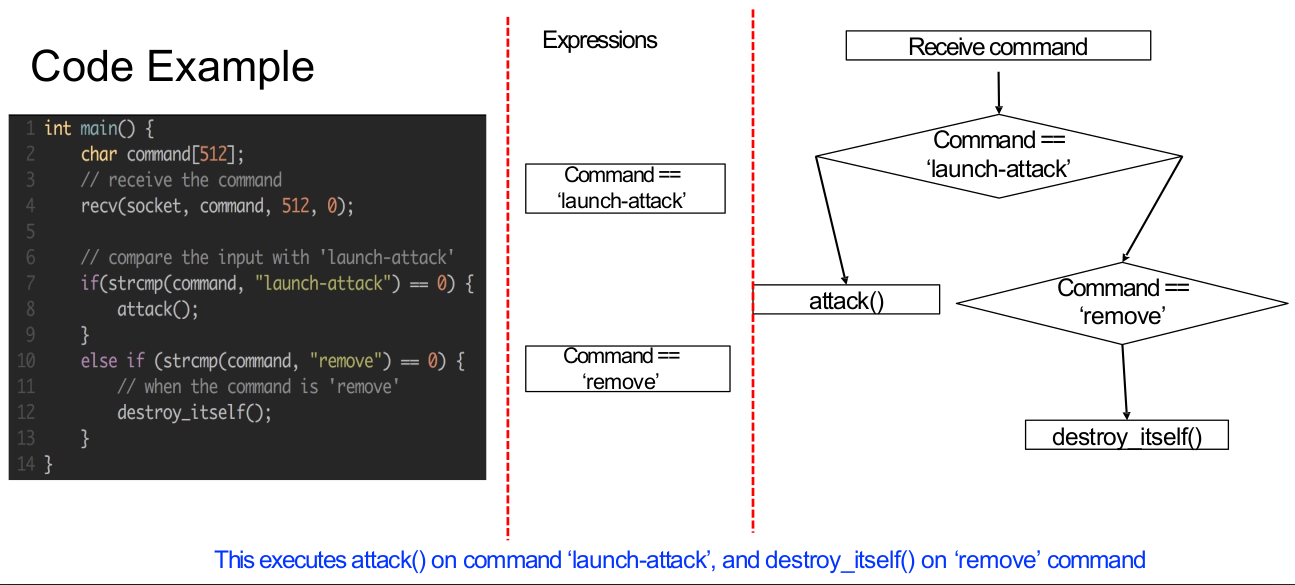 Code Example
1 int main() {
2     char command[512];
3     // receive the command
4     recv(socket, command, 512, 0);
5
6     // compare the input with 'launch-attack'
7     if(strcmp(command, "launch-attack") == 0) {
8         attack();
9     }
10     else if (strcmp(command, "remove") == 0) {
11         // when the command is 'remove'
12         destroy_itself();
13     }
14 }
Expressions
Command ==
‘launch-attack’
Command ==
‘remove’
Receive command
Command ==
‘launch-attack’
attack()
Command ==
‘remove’
destroy_itself()
This executes attack() on command ‘launch-attack’, and destroy_itself() on ‘remove’ command